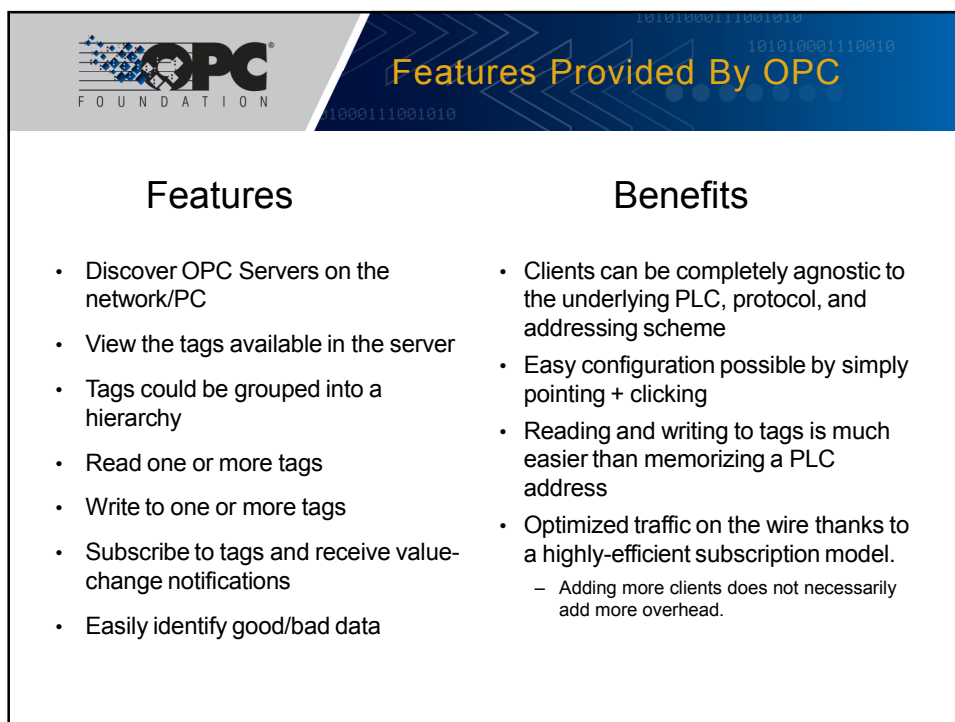 10101000111001010
101010001110010
OPC®
FOUNDATION
Features Provided By OPC
01000111001010
Features
• Discover OPC Servers on the
network/PC
• View the tags available in the server
• Tags could be grouped into a
hierarchy
• Read one or more tags
• Write to one or more tags
• Subscribe to tags and receive value-
change notifications
• Easily identify good/bad data
Benefits
• Clients can be completely agnostic to
the underlying PLC, protocol, and
addressing scheme
• Easy configuration possible by simply
pointing + clicking
• Reading and writing to tags is much
easier than memorizing a PLC
address
• Optimized traffic on the wire thanks to
a highly-efficient subscription model.
– Adding more clients does not necessarily
add more overhead.